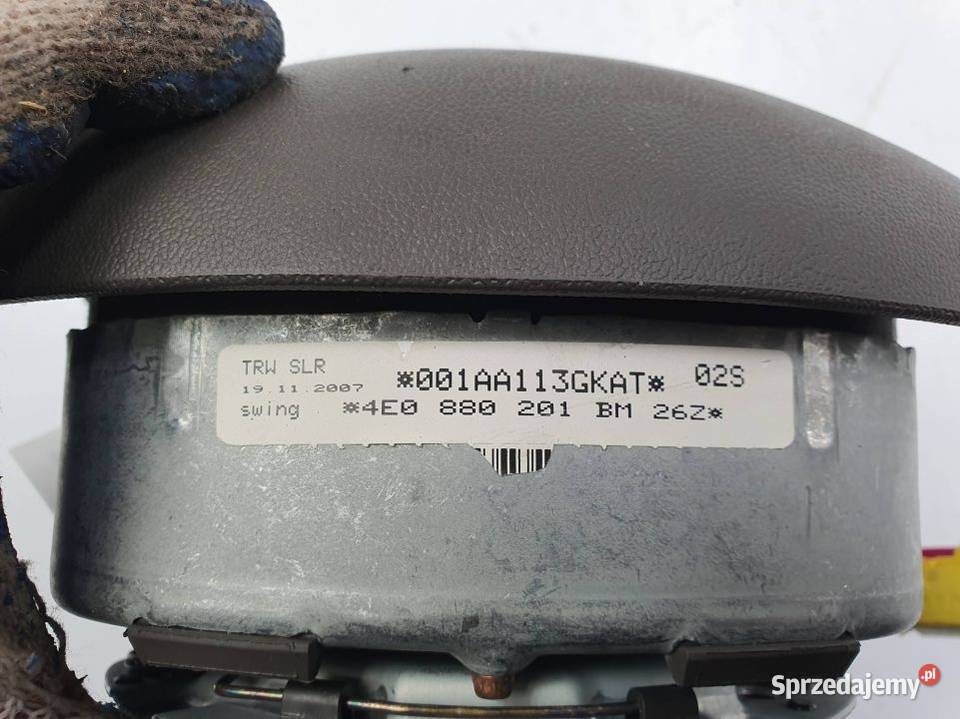 TRW SLR
19.11.2007 *001AA113GKAT* 02S
swing *4E0 880 201 BM 26Z*
Sprzedajemy.pl